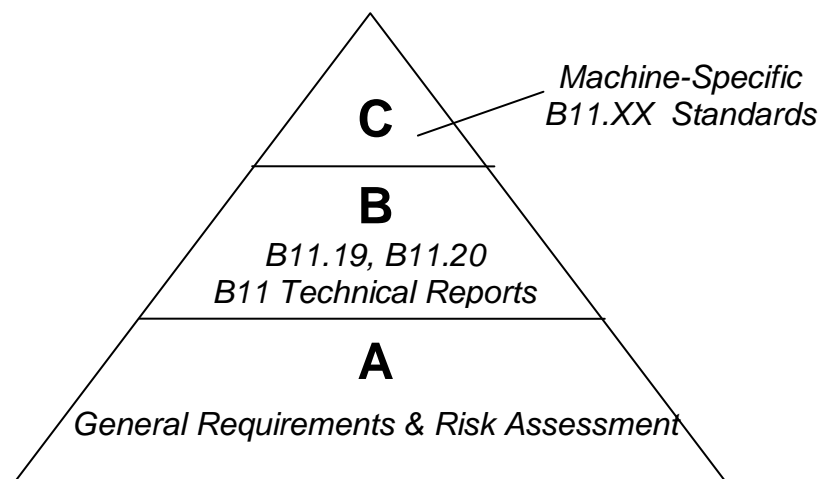 C
Machine-Specific
B11.XX Standards
B
B11.19, B11.20
B11 Technical Reports
A
General Requirements & Risk Assessment